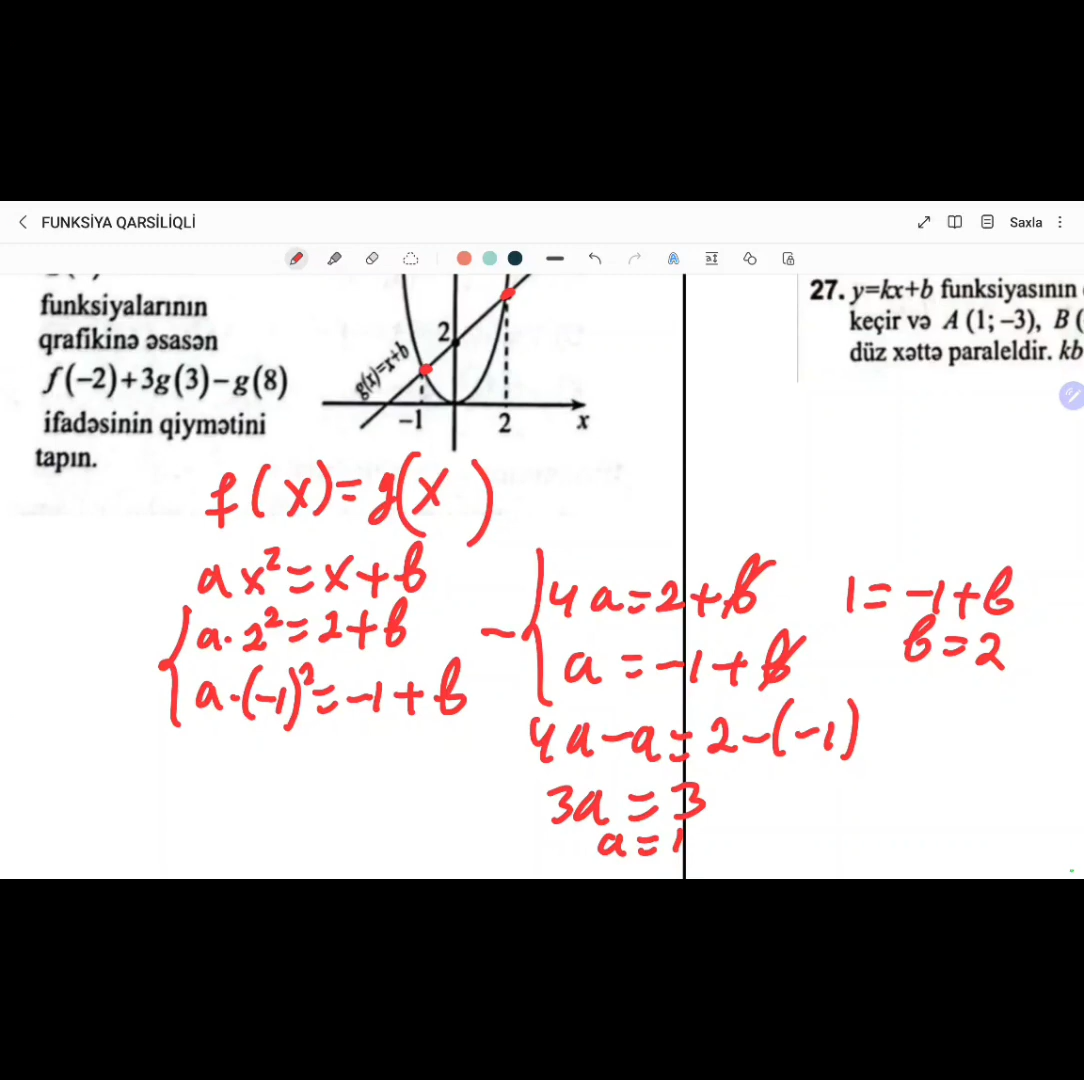 FUNKSİYA QARSİLİQLİ
Saxla
funksiyalarının
qrafikinə əsasən
f(−2)+3g(3)−g(8)
ifadəsinin qiymətini
tapın.
2
g(x)=x+b
−1
2
x
27. y=kx+b funksiyasının
keçir və A (1; −3), B (
düz xəttə paraleldir. kb
f(x)=g(x)
ax²=x+b
a·2²=2+b
a·(-1)²=-1+b
4a=2+b
a=-1+b
4a-a=2-(-1)
3a=3
a=1
1=-1+b
b=2